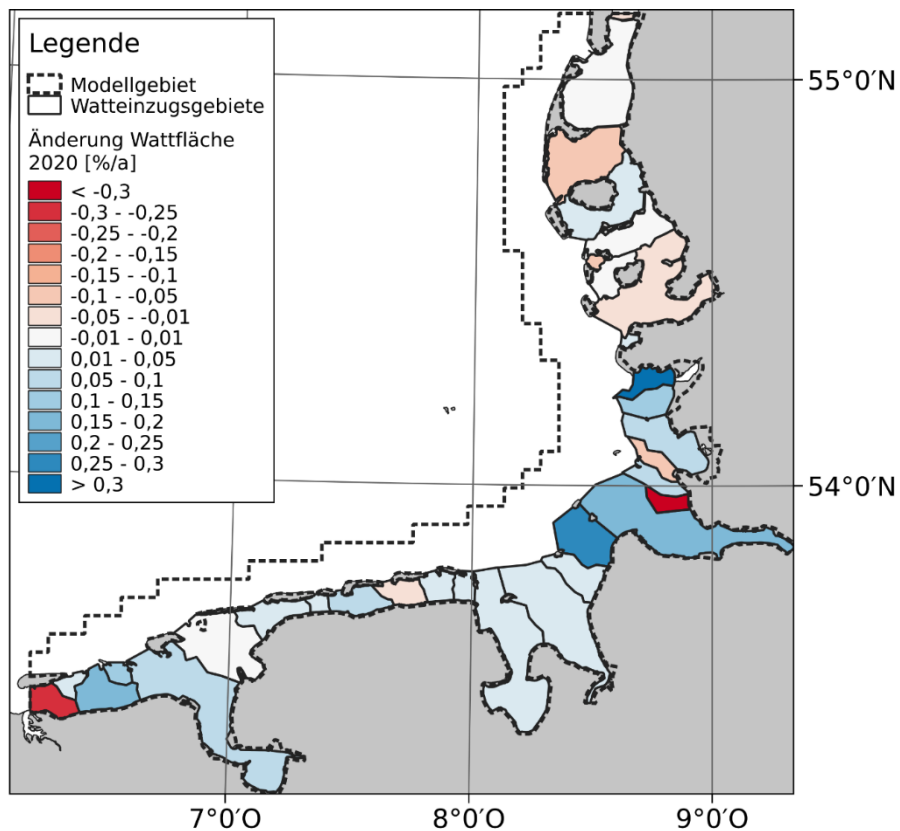 Legende
Modellgebiet
Watteinzugsgebiete
Änderung Wattfläche
2020 [%/a]
< -0,3
-0,3 - -0,25
-0,25 - -0,2
-0,2 - -0,15
-0,15 - -0,1
-0,1 - -0,05
-0,05 - -0,01
-0,01 - 0,01
0,01 - 0,05
0,05 - 0,1
0,1 - 0,15
0,15 - 0,2
0,2 - 0,25
0,25 - 0,3
> 0,3
55°0′N
54°0′N
7°0′O
8°0′O
9°0′O